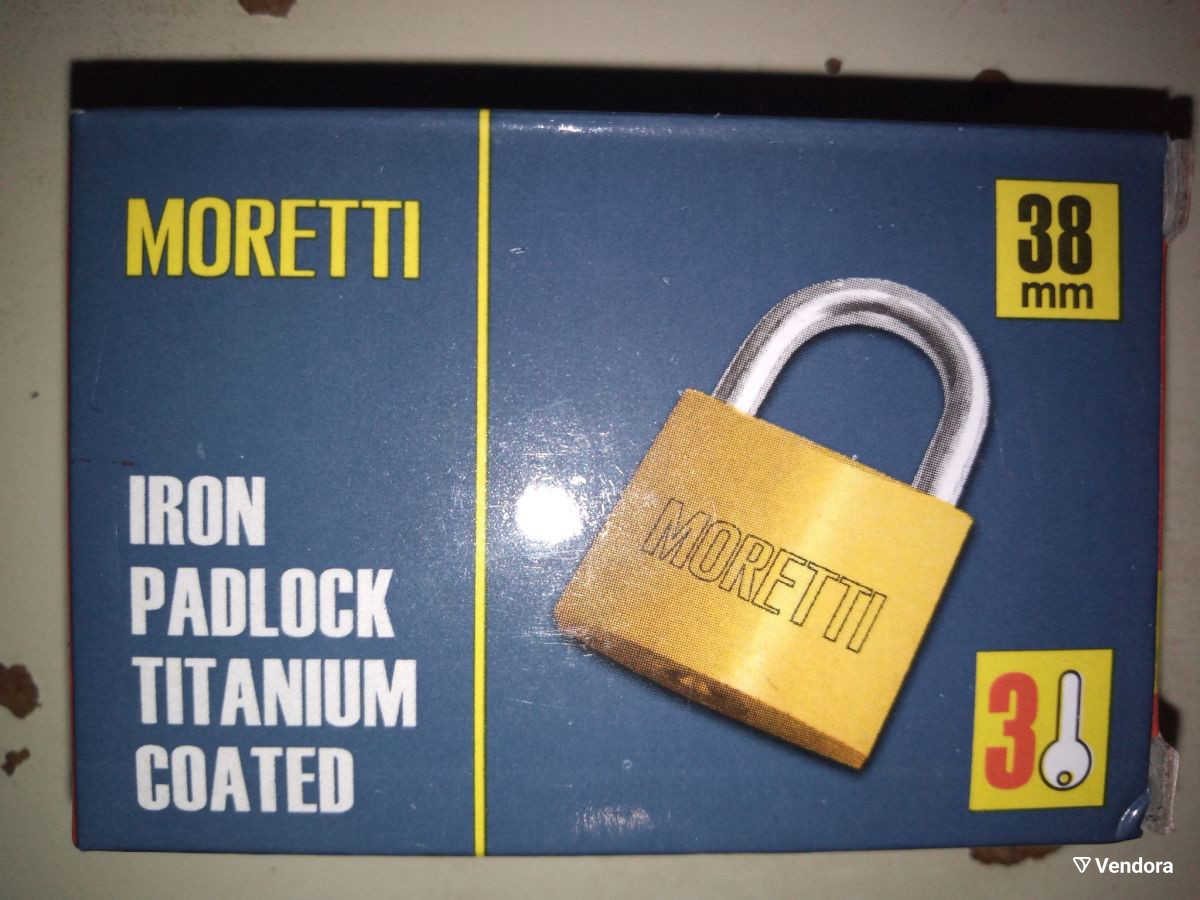 MORETTI
38
mm
MORETTI
IRON
PADLOCK
TITANIUM
COATED
3
Vendora